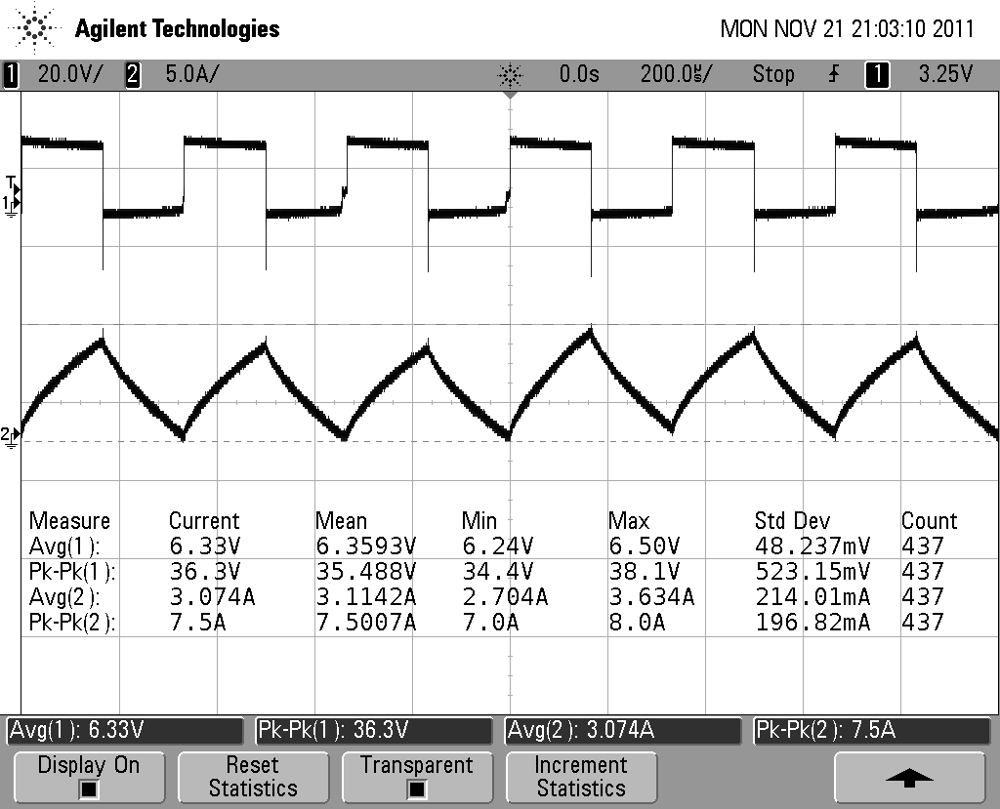 Agilent Technologies MON NOV 21 21:03:10 2011
1 20.0V/ 2 5.0A/ 0.0s 200.0㎲/ Stop 1 3.25V
T
1
2
Measure Current Mean Min Max Std Dev Count
Avg(1): 6.33V 6.3593V 6.24V 6.50V 48.237mV 437
Pk-Pk(1): 36.3V 35.488V 34.4V 38.1V 523.15mV 437
Avg(2): 3.074A 3.1142A 2.704A 3.634A 214.01mA 437
Pk-Pk(2): 7.5A 7.5007A 7.0A 8.0A 196.82mA 437
Avg(1): 6.33V Pk-Pk(1): 36.3V Avg(2): 3.074A Pk-Pk(2): 7.5A
Display On Reset Statistics Transparent Increment Statistics